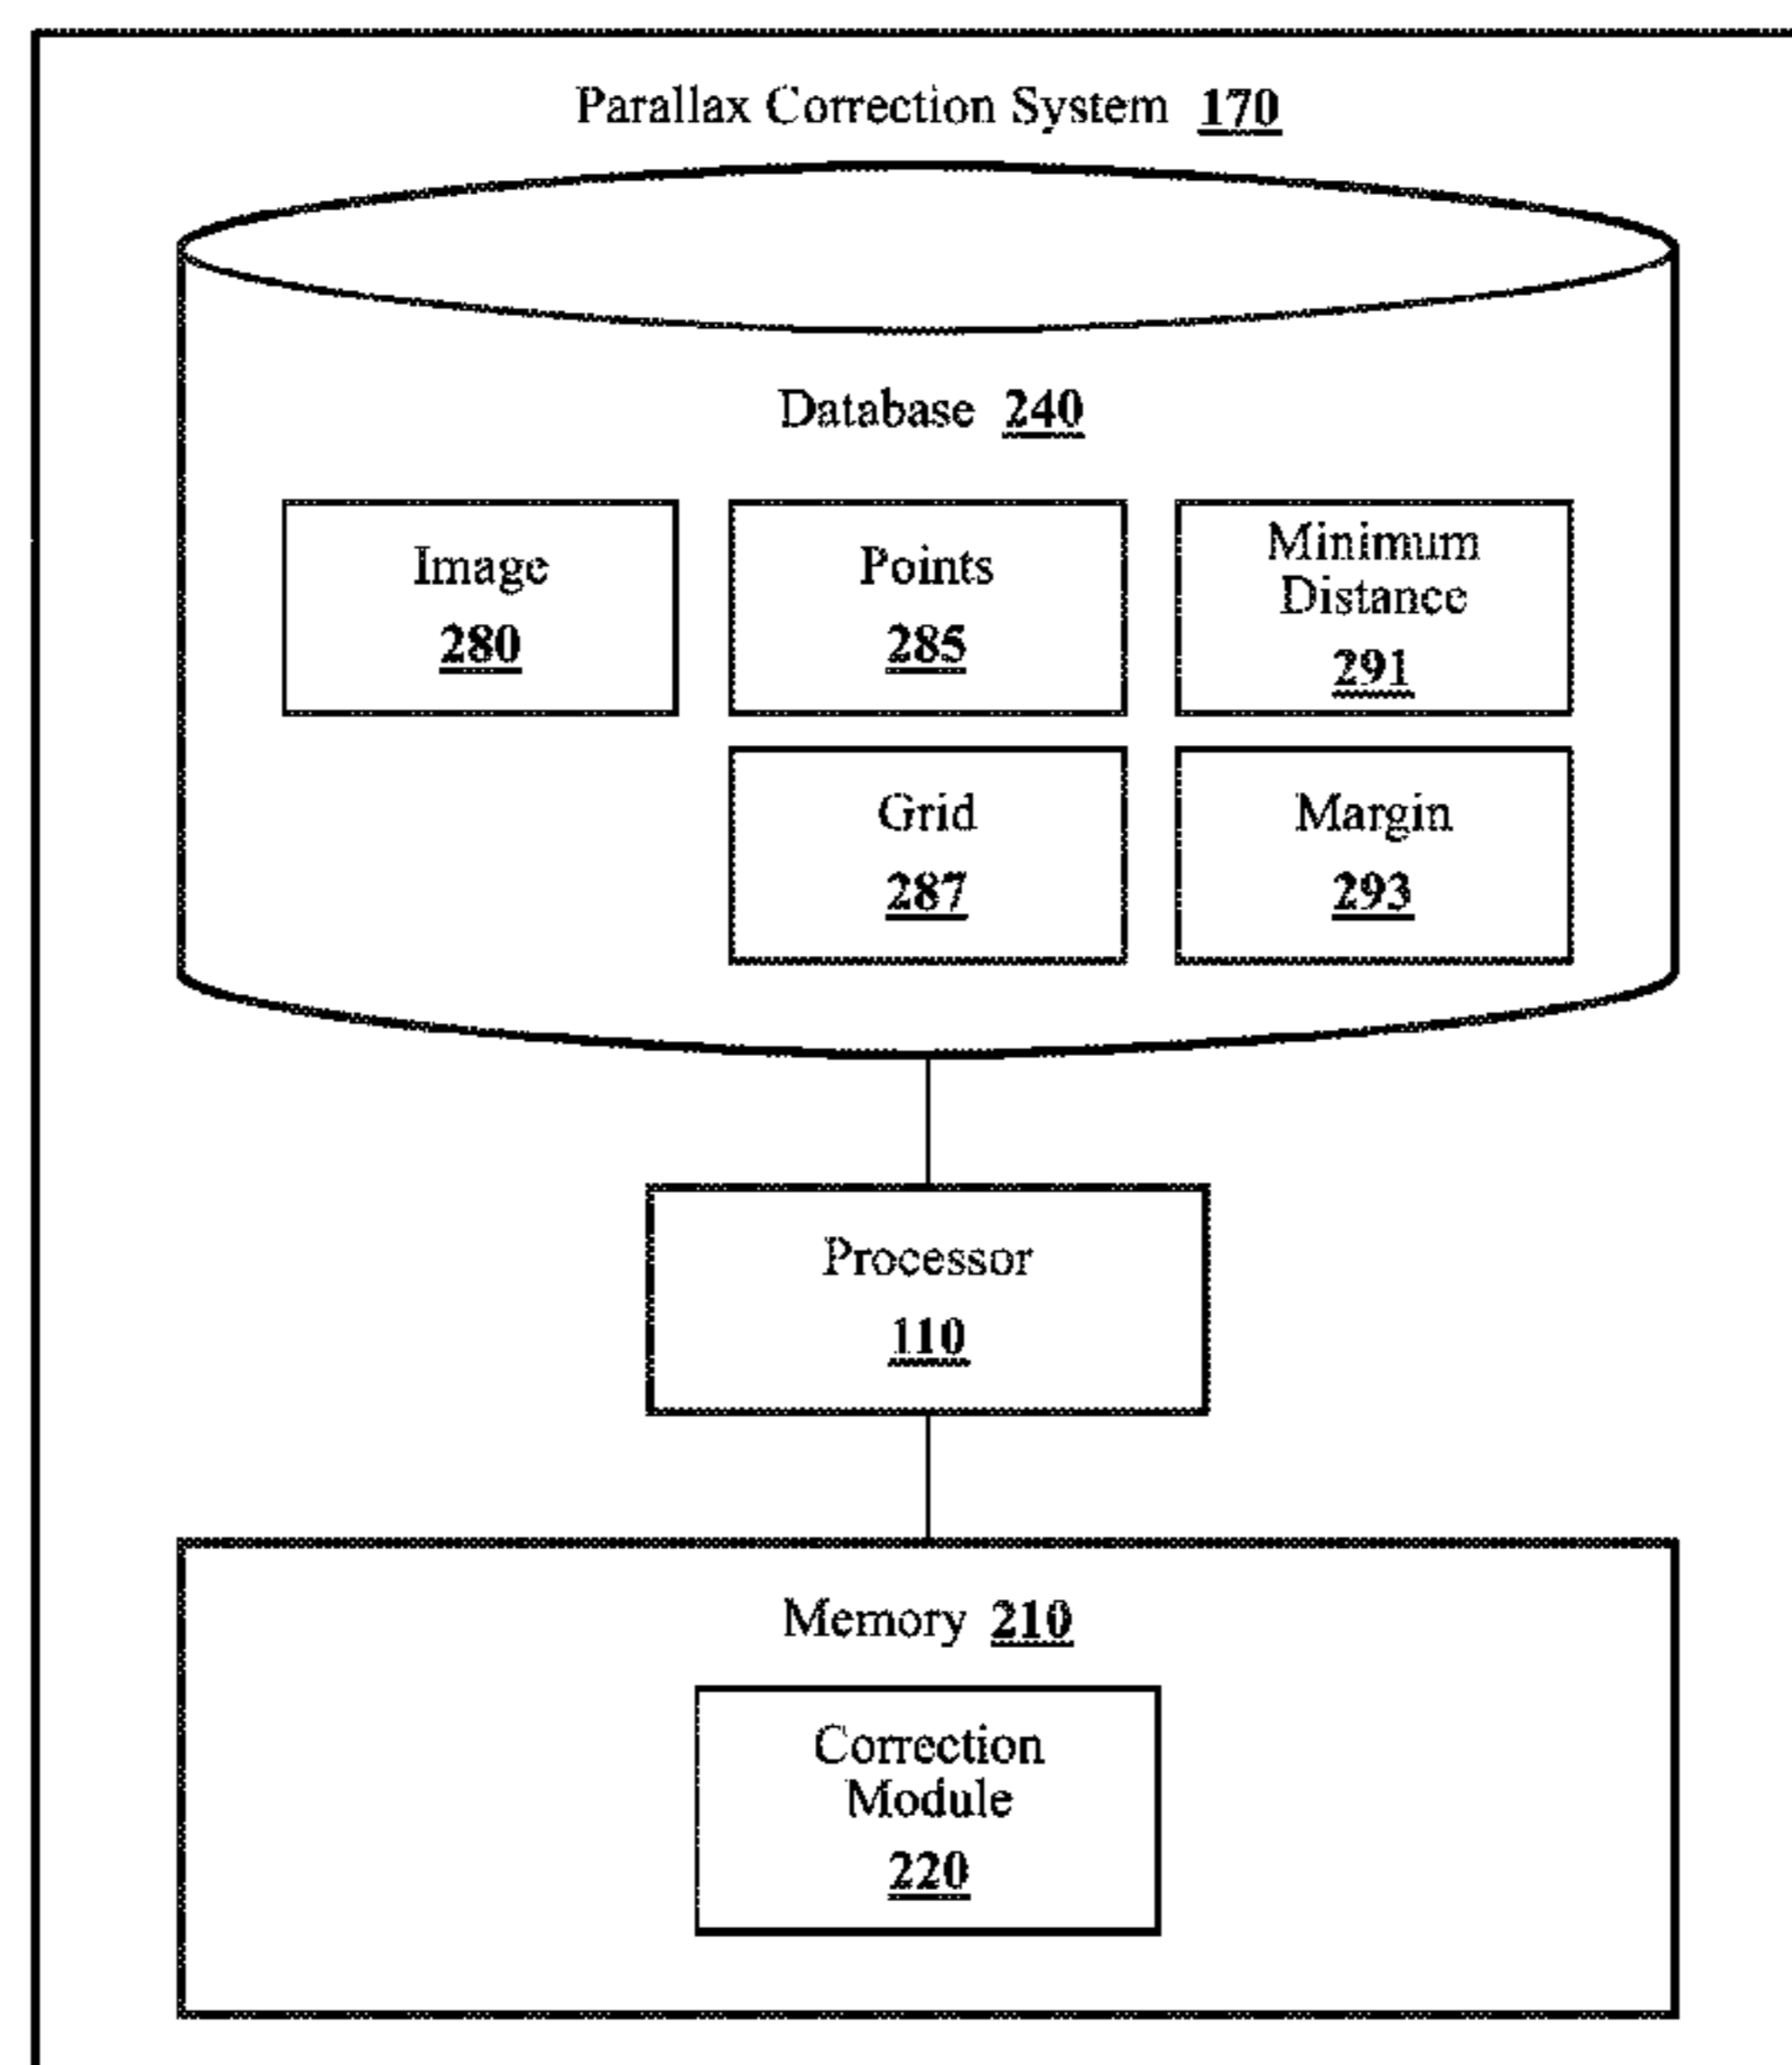 Parallax Correction System 170
Database 240
Image
280
Points
285
Minimum
Distance
291
Grid
287
Margin
293
Processor
110
Memory 210
Correction
Module
220